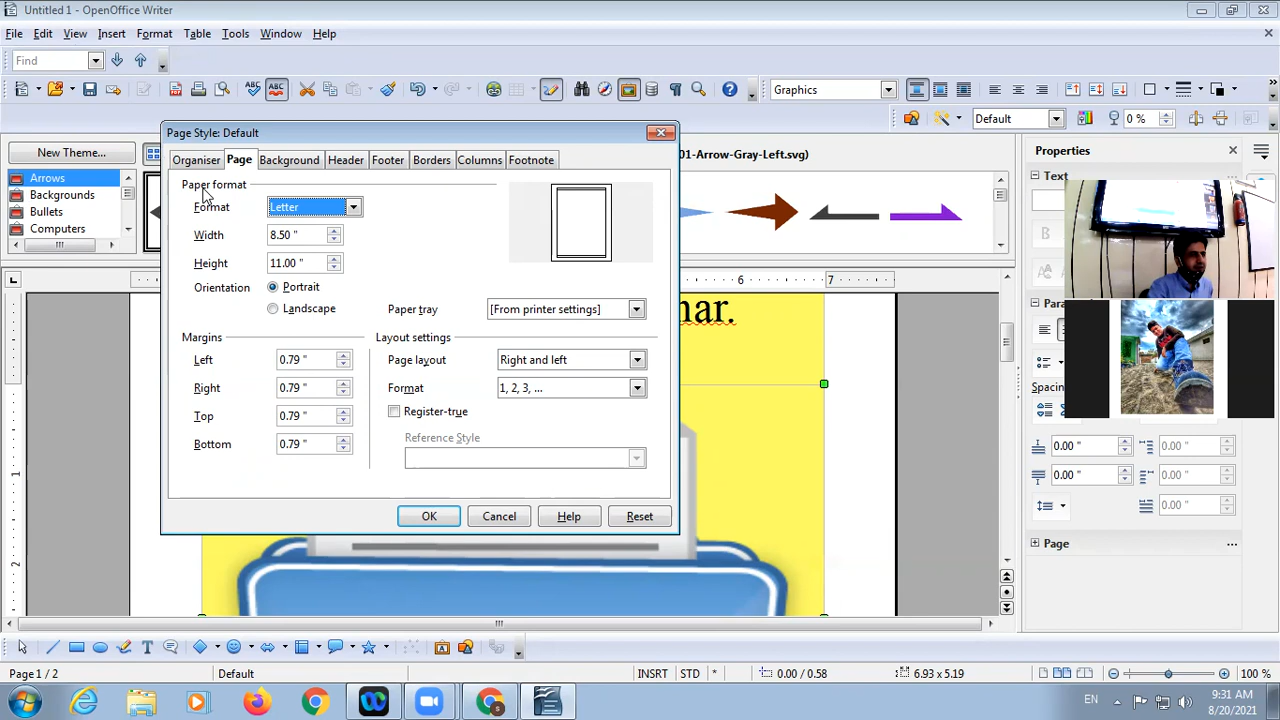 Untitled 1 - OpenOffice Writer
File Edit View Insert Format Table Tools Window Help
Find
Graphics
Default
0 %
Page Style: Default
New Theme...
01-Arrow-Gray-Left.svg)
Properties
Organiser Page Background Header Footer Borders Columns Footnote
Arrows
Backgrounds
Bullets
Computers
Text
Paper format
Format Letter
Width 8.50 "
Height 11.00 "
Orientation Portrait
Landscape
Paper tray [From printer settings]
Margins
Left 0.79 "
Right 0.79 "
Top 0.79 "
Bottom 0.79 "
Layout settings
Page layout Right and left
Format 1, 2, 3, ...
Register-true
Reference Style
OK Cancel Help Reset
6 7
mar.
1
2
Spacing
0.00 " 0.00 "
0.00 " 0.00 "
0.00 "
Page
Page1 / 2 Default INSRT STD * 0.00 / 0.58 6.93 x 5.19 100 %
EN
9:31 AM
8/20/2021